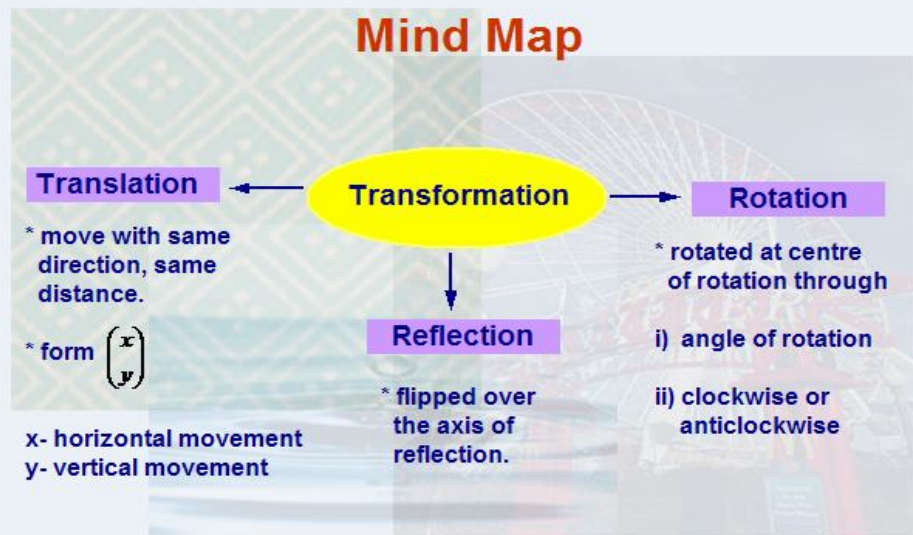 Mind Map
Transformation
Translation
* move with same
direction, same
distance.
* form (x
y)
x- horizontal movement
y- vertical movement
Reflection
* flipped over
the axis of
reflection.
Rotation
* rotated at centre
of rotation through
i) angle of rotation
ii) clockwise or
anticlockwise